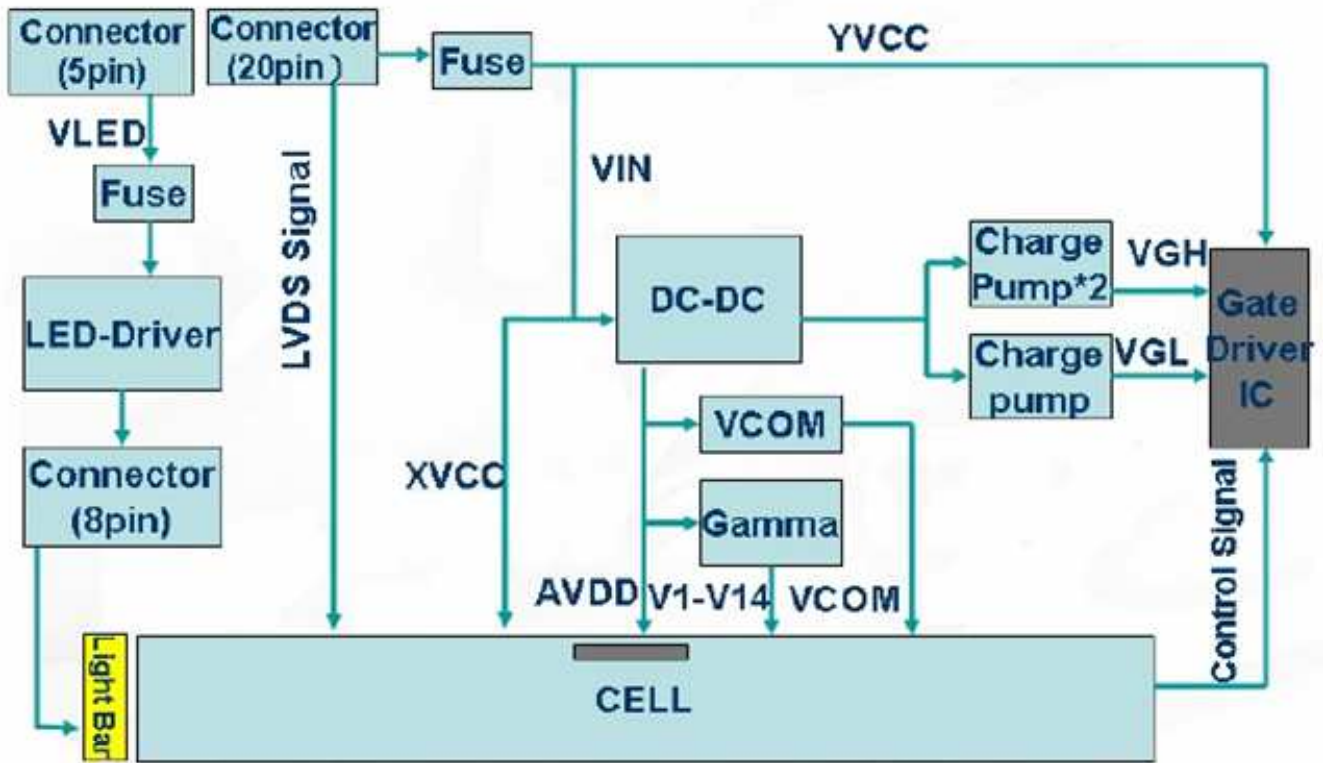 Connector
(5pin)
Connector
(20pin )
Fuse
YVCC
VLED
Fuse
LVDS Signal
VIN
LED-Driver
DC-DC
Charge
Pump*2
VGH
Charge
pump
VGL
Gate
Driver
IC
Connector
(8pin)
XVCC
VCOM
Gamma
AVDD
V1-V14
VCOM
Control Signal
Light Bar
CELL